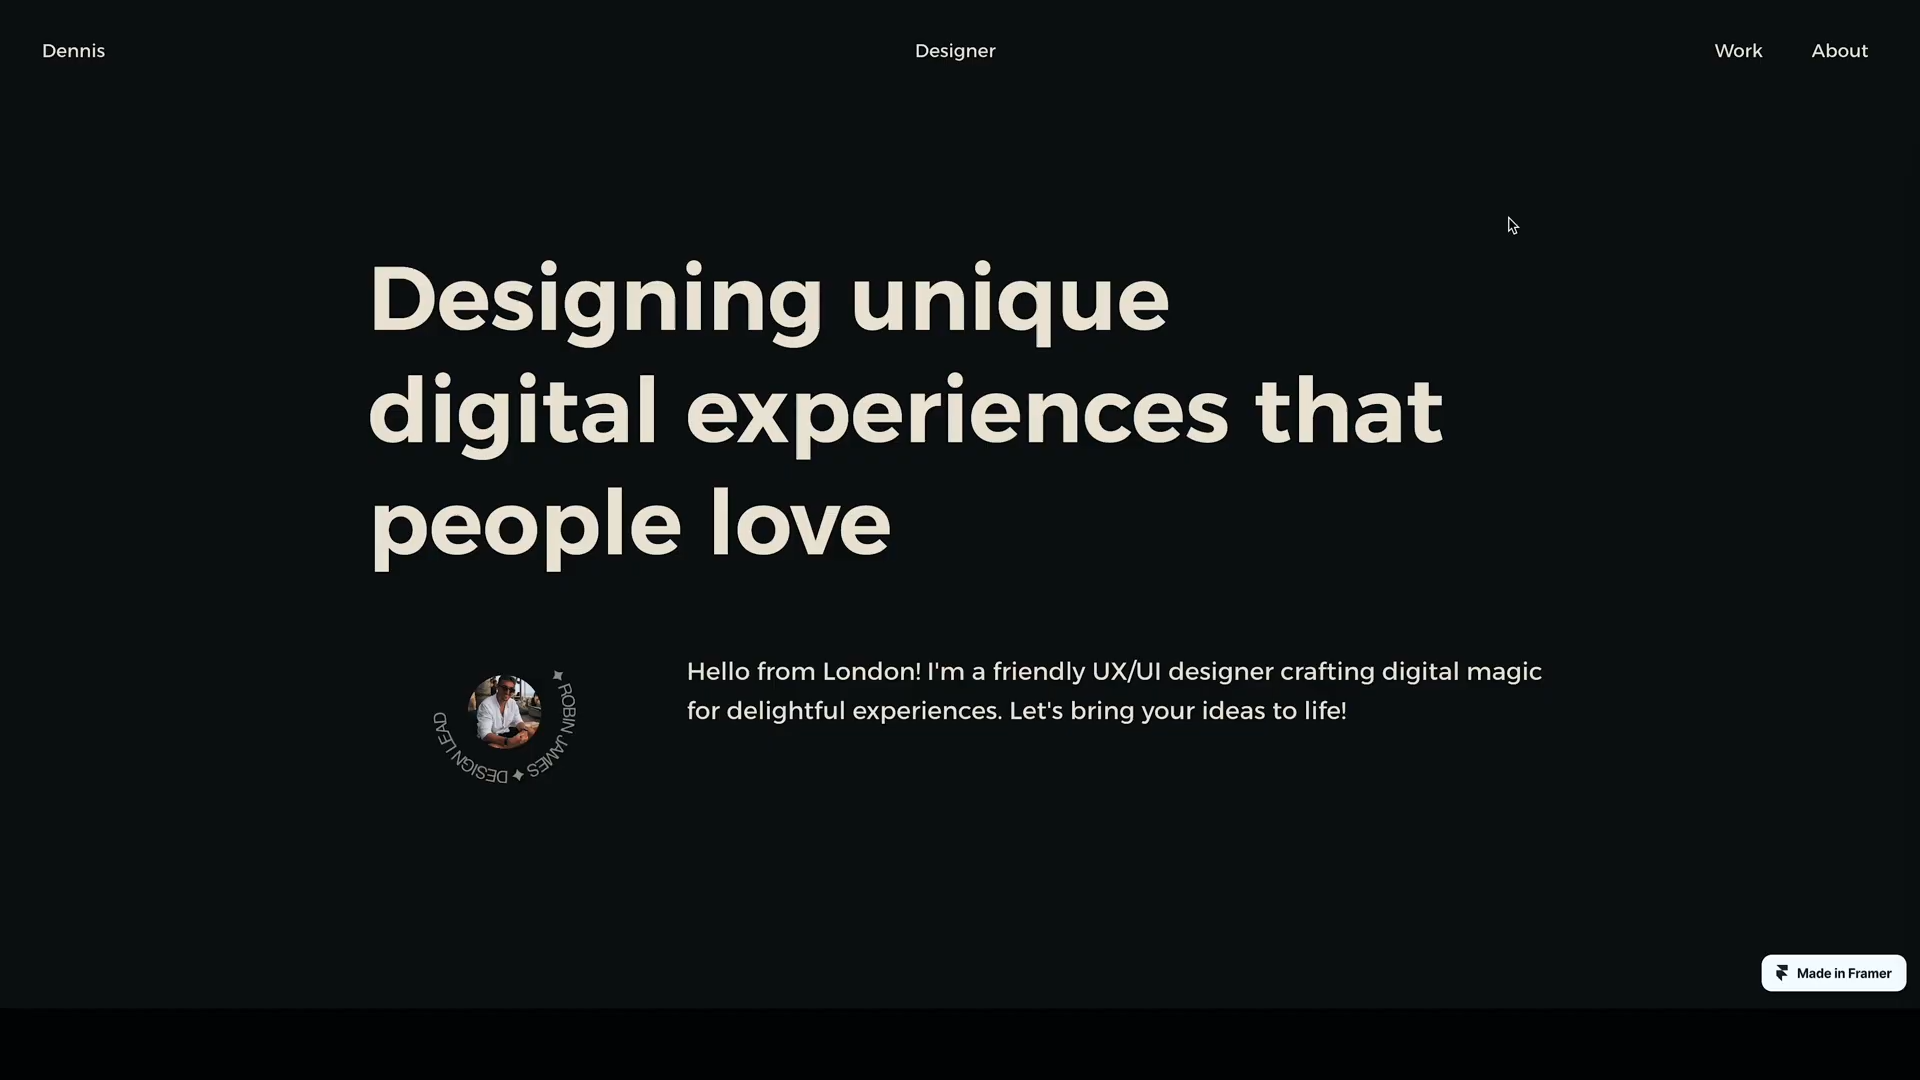 Dennis
Designer
Work
About
Designing unique
digital experiences that
people love
✦ ROBIN JAMES ✦ DESIGN LEAD
Hello from London! I'm a friendly UX/UI designer crafting digital magic
for delightful experiences. Let's bring your ideas to life!
Made in Framer